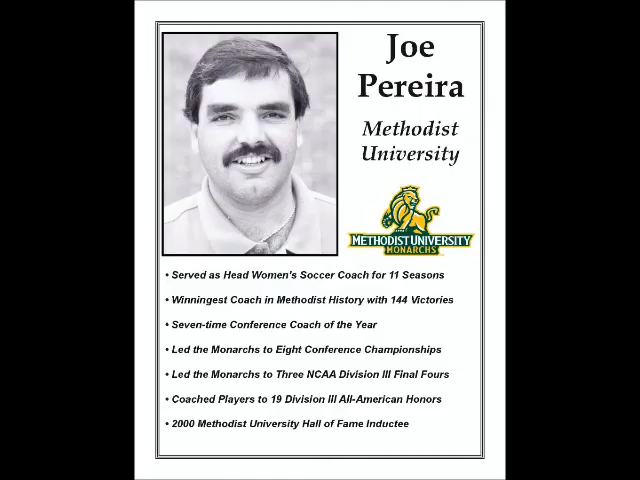 Joe
Pereira
Methodist
University
METHODIST UNIVERSITY
MONARCHS
• Served as Head Women's Soccer Coach for 11 Seasons
• Winningest Coach in Methodist History with 144 Victories
• Seven-time Conference Coach of the Year
• Led the Monarchs to Eight Conference Championships
• Led the Monarchs to Three NCAA Division III Final Fours
• Coached Players to 19 Division III All-American Honors
• 2000 Methodist University Hall of Fame Inductee